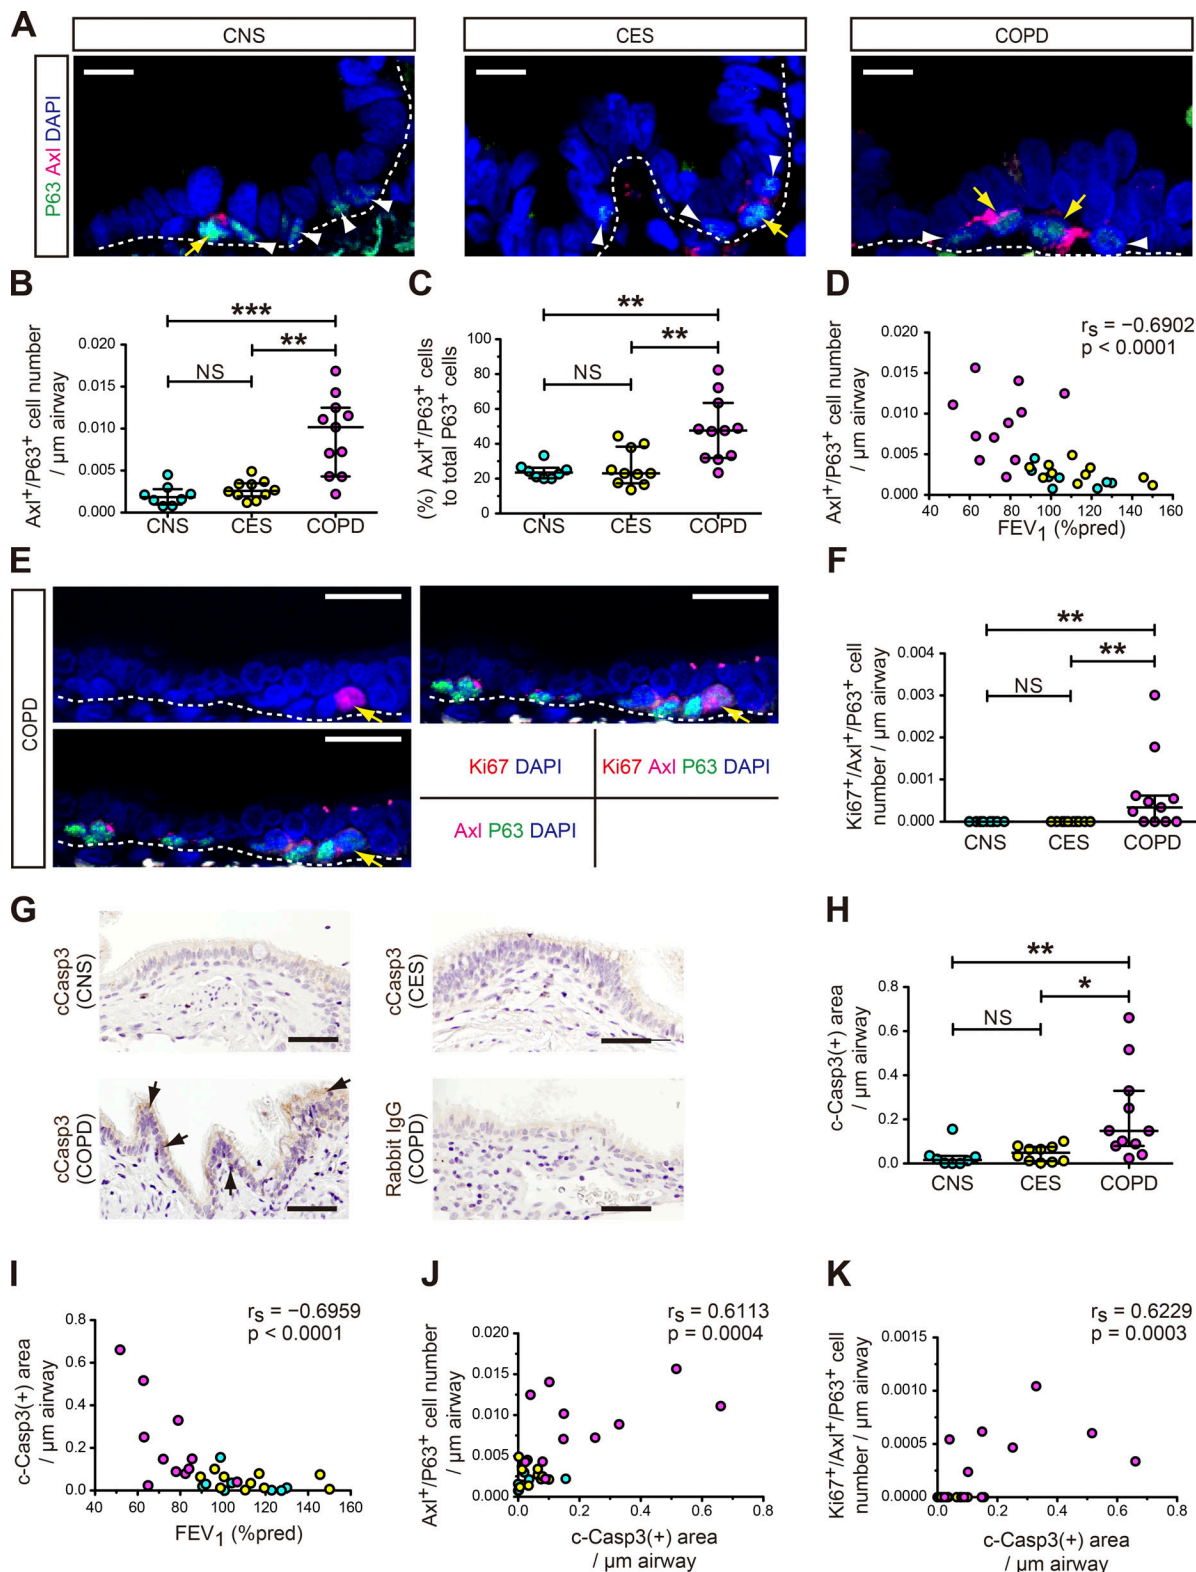 A
CNS
CES
COPD
P63 Axl DAPI
B
Axl+/P63+ cell number
/ µm airway
0.020
0.015
0.010
0.005
0.000
***
**
NS
CNS
CES
COPD
C
(%) Axl+/P63+ cells
to total P63+ cells
100
80
60
40
20
0
**
**
NS
CNS
CES
COPD
D
Axl+/P63+ cell number
/ µm airway
rs = −0.6902
p < 0.0001
0.020
0.015
0.010
0.005
0.000
40 60 80 100 120 140 160
FEV1 (%pred)
E
COPD
Ki67 DAPI
Ki67 Axl P63 DAPI
Axl P63 DAPI
F
Ki67+/Axl+/P63+ cell
number / µm airway
0.004
0.003
0.002
0.001
0.000
**
**
NS
CNS
CES
COPD
G
cCasp3
(CNS)
cCasp3
(CES)
cCasp3
(COPD)
Rabbit IgG
(COPD)
H
c-Casp3(+) area
/ µm airway
0.8
0.6
0.4
0.2
0.0
**
*
NS
CNS
CES
COPD
I
c-Casp3(+) area
/ µm airway
rs = −0.6959
p < 0.0001
0.8
0.6
0.4
0.2
0.0
40 60 80 100 120 140 160
FEV1 (%pred)
J
Axl+/P63+ cell number
/ µm airway
rs = 0.6113
p = 0.0004
0.020
0.015
0.010
0.005
0.000
0.0 0.2 0.4 0.6 0.8
c-Casp3(+) area
/ µm airway
K
Ki67+/Axl+/P63+ cell
number / µm airway
rs = 0.6229
p = 0.0003
0.0015
0.0010
0.0005
0.0000
0.0 0.2 0.4 0.6 0.8
c-Casp3(+) area
/ µm airway